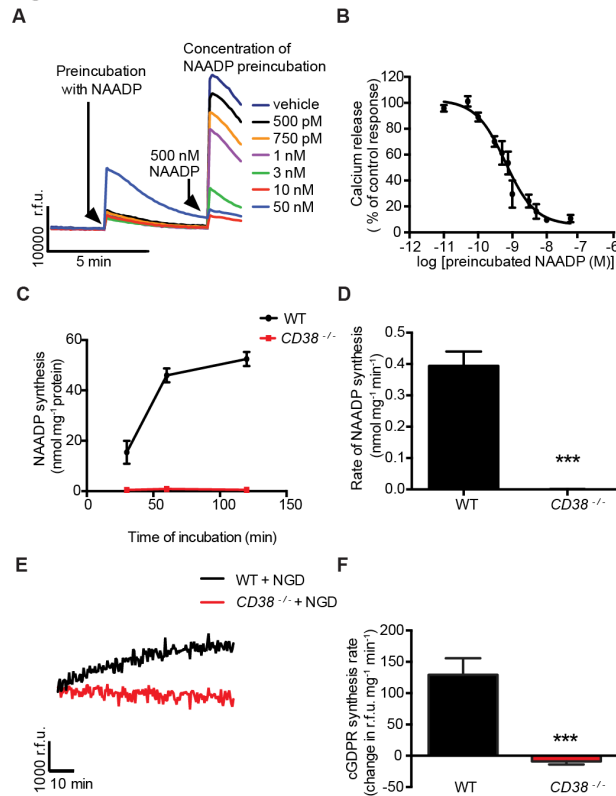 A
Preincubation
with NAADP
500 nM
NAADP
Concentration of
NAADP preincubation
vehicle
500 pM
750 pM
1 nM
3 nM
10 nM
50 nM
10000 r.f.u.
5 min
B
Calcium release
( % of control response)
120
100
80
60
40
20
0
-12 -11 -10 -9 -8 -7 -6
log [preincubated NAADP (M)]
C
WT
CD38 -/-
NAADP synthesis
(nmol mg-1 protein)
60
40
20
0
0 50 100 150
Time of incubation (min)
D
Rate of NAADP synthesis
(nmol mg-1 min-1)
0.5
0.4
0.3
0.2
0.1
0.0
***
WT CD38 -/-
E
WT + NGD
CD38 -/- + NGD
1000 r.f.u.
10 min
F
cGDPR synthesis rate
(change in r.f.u. mg-1 min-1)
200
150
100
50
0
-50
***
WT CD38 -/-